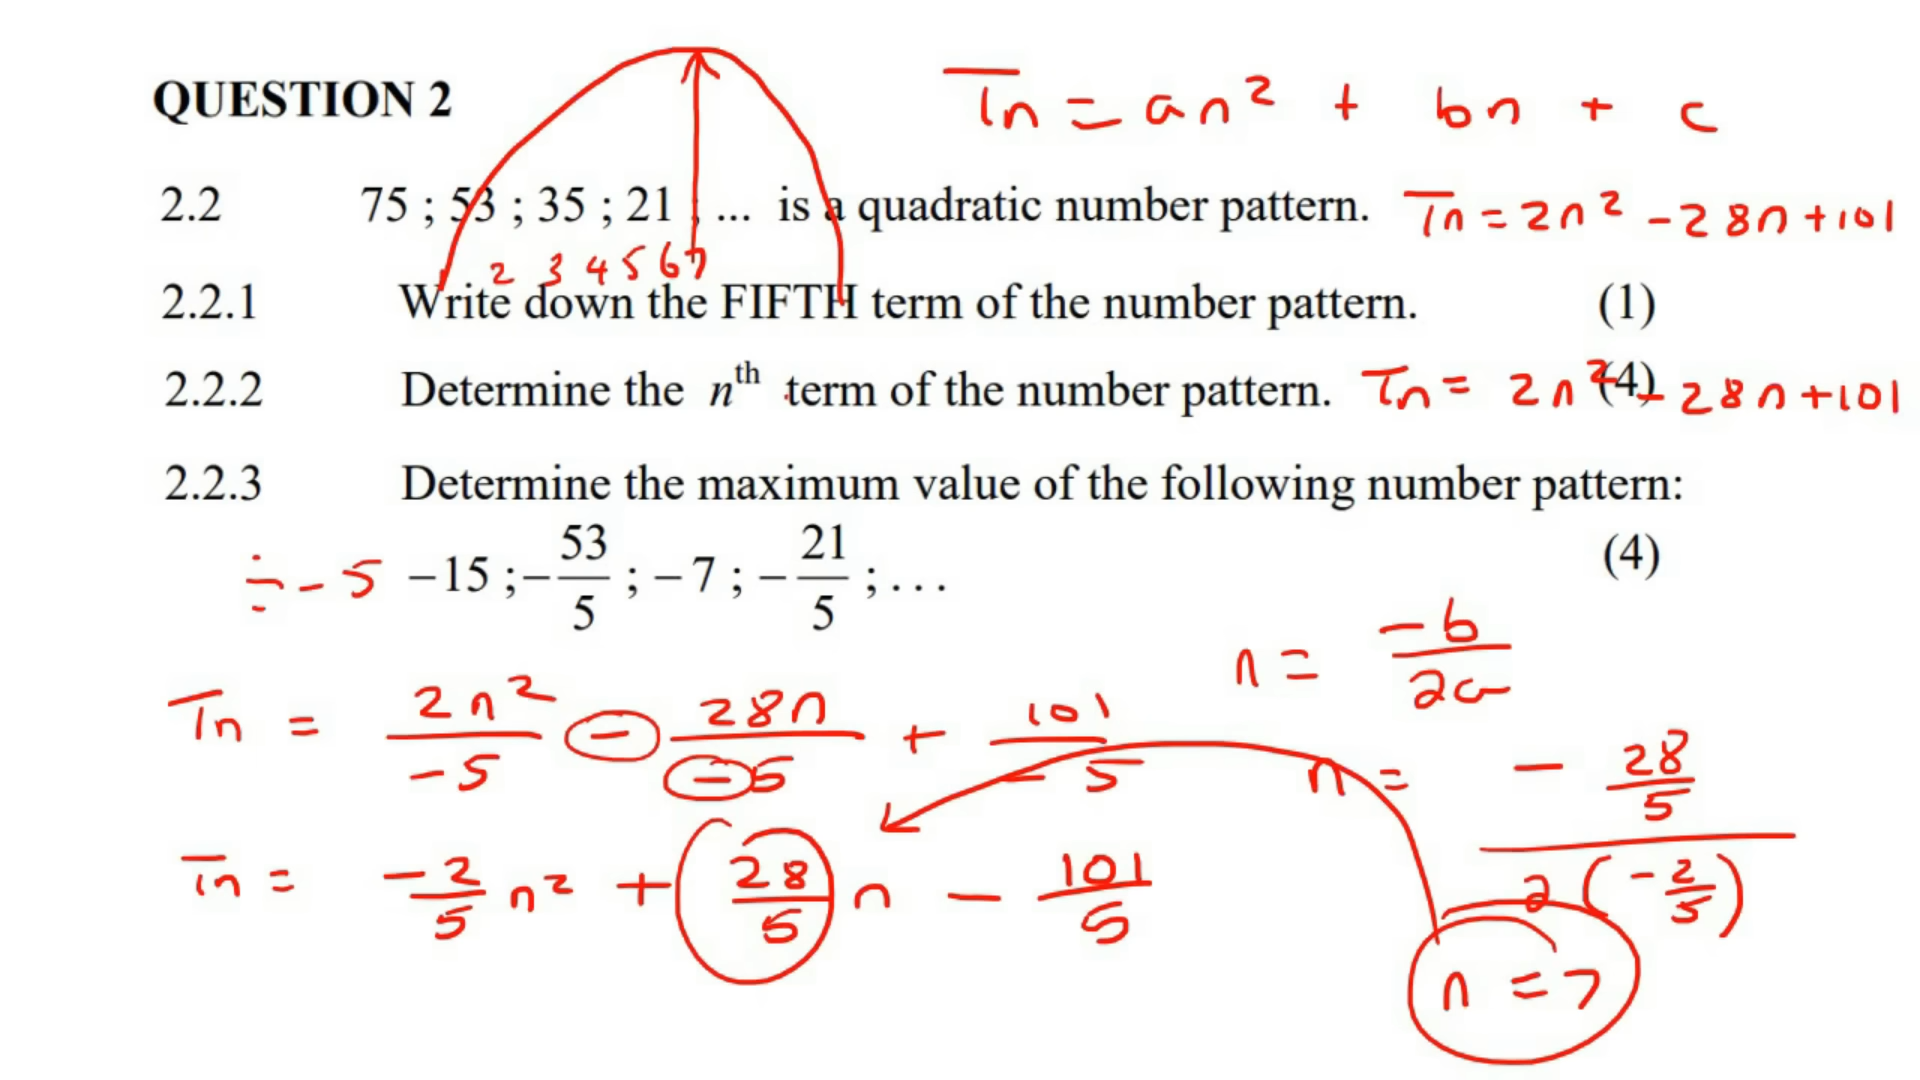 QUESTION 2
Tn = an² + bn + c
2.2 75 ; 53 ; 35 ; 21 ; ... is a quadratic number pattern. Tn = 2n² - 28n + 101
2 3 4 5 6 7
2.2.1 Write down the FIFTH term of the number pattern. (1)
2.2.2 Determine the nth term of the number pattern. (4) Tn = 2n² - 28n + 101
2.2.3 Determine the maximum value of the following number pattern:
÷ -5 -15 ; -53/5 ; -7 ; -21/5 ; ... (4)
n = -b/2a
Tn = 2n²/-5 - 28n/-5 + 101/-5
n = -28/5 / 2(-2/5)
Tn = -2/5 n² + 28/5 n - 101/5
n = 7